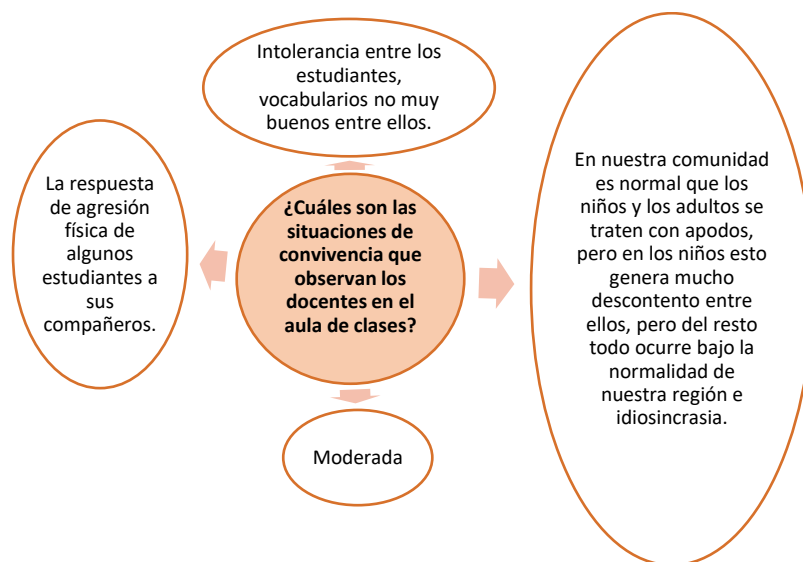 Intolerancia entre los
estudiantes,
vocabularios no muy
buenos entre ellos.
La respuesta
de agresión
física de
algunos
estudiantes a
sus
compañeros.
¿Cuáles son las
situaciones de
convivencia que
observan los
docentes en el
aula de clases?
En nuestra comunidad
es normal que los
niños y los adultos se
traten con apodos,
pero en los niños esto
genera mucho
descontento entre
ellos, pero del resto
todo ocurre bajo la
normalidad de
nuestra región e
idiosincrasia.
Moderada